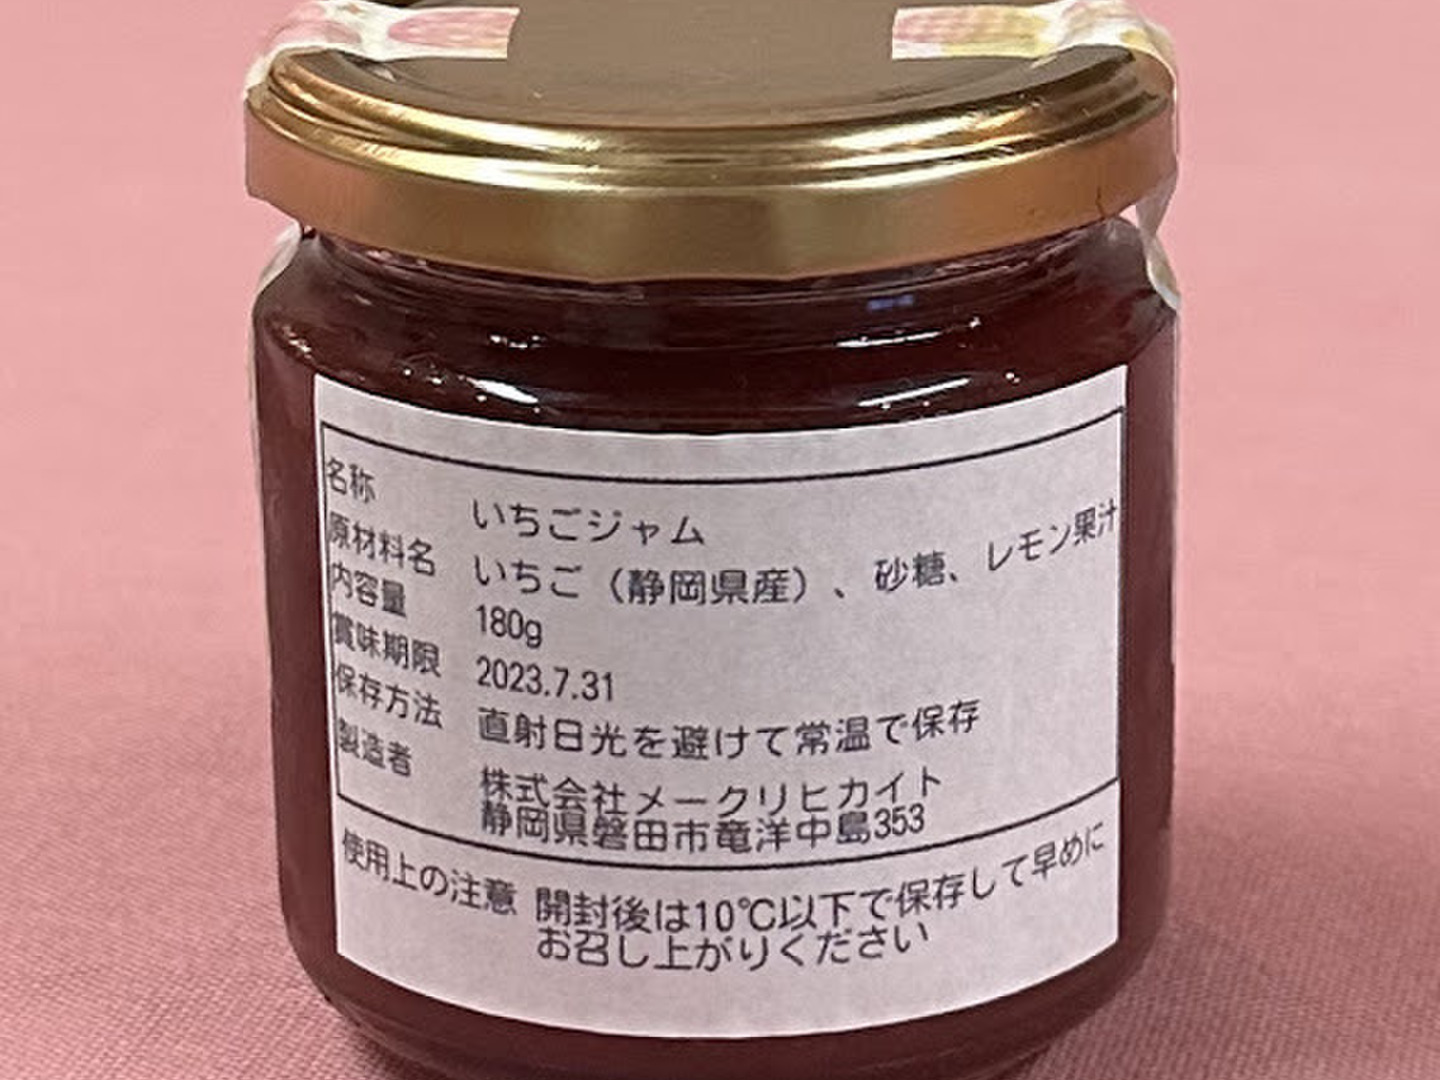 名称 いちごジャム
原材料名 いちご（静岡県産）、砂糖、レモン果汁
内容量 180g
賞味期限 2023.7.31
保存方法 直射日光を避けて常温で保存
製造者 株式会社メークリヒカイト
静岡県磐田市竜洋中島353
使用上の注意 開封後は10℃以下で保存して早めに
お召し上がりください